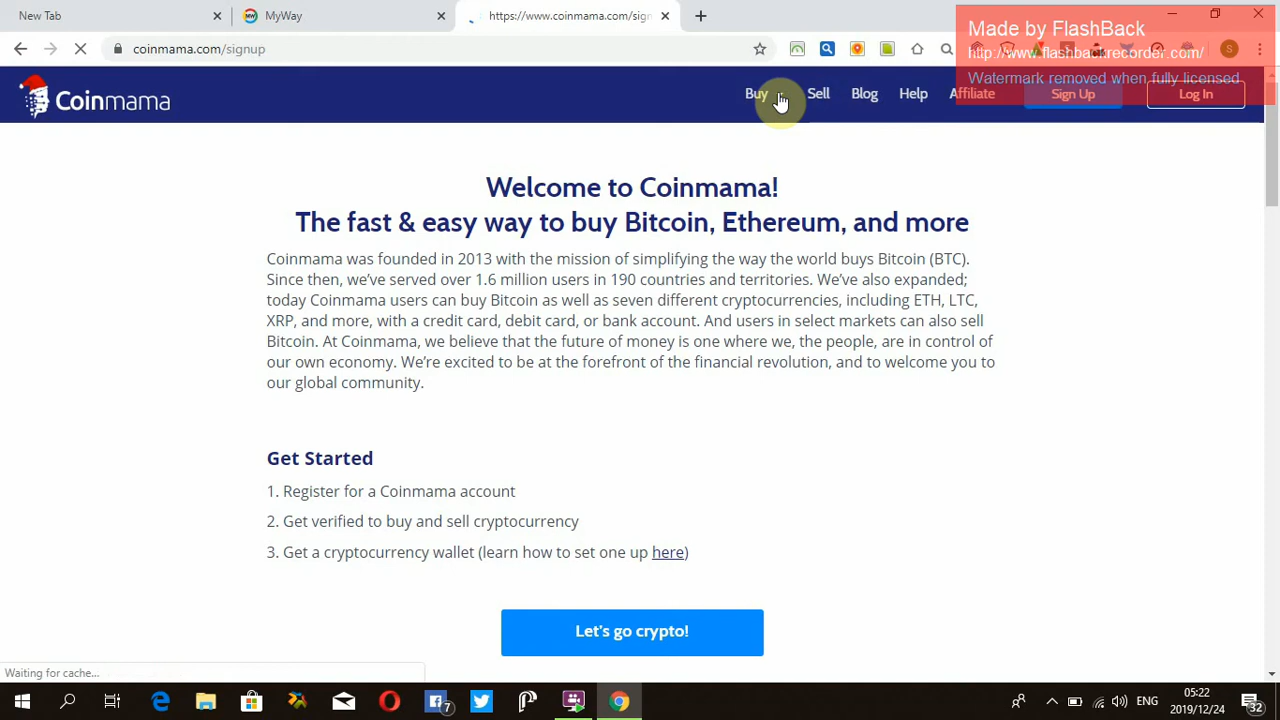 New Tab
MyWay
https://www.coinmama.com/sign
Made by FlashBack
http://www.flashbackrecorder.com/
Watermark removed when fully licensed
coinmama.com/signup
S
Coinmama
Buy
Sell
Blog
Help
Affiliate
Sign Up
Log In
Welcome to Coinmama!
The fast & easy way to buy Bitcoin, Ethereum, and more
Coinmama was founded in 2013 with the mission of simplifying the way the world buys Bitcoin (BTC).
Since then, we've served over 1.6 million users in 190 countries and territories. We've also expanded;
today Coinmama users can buy Bitcoin as well as seven different cryptocurrencies, including ETH, LTC,
XRP, and more, with a credit card, debit card, or bank account. And users in select markets can also sell
Bitcoin. At Coinmama, we believe that the future of money is one where we, the people, are in control of
our own economy. We're excited to be at the forefront of the financial revolution, and to welcome you to
our global community.
Get Started
1. Register for a Coinmama account
2. Get verified to buy and sell cryptocurrency
3. Get a cryptocurrency wallet (learn how to set one up here)
Let's go crypto!
Waiting for cache...
7
ENG
05:22
2019/12/24
32